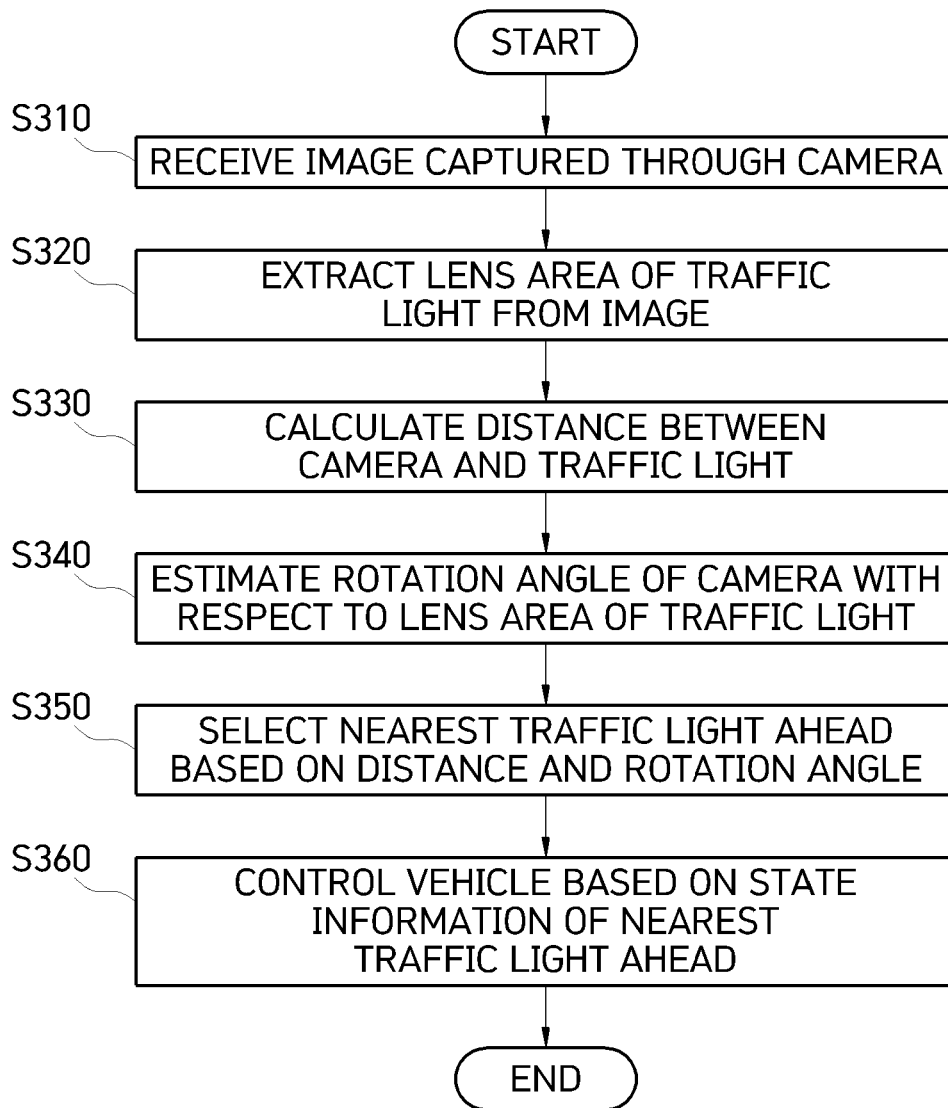 START
S310
RECEIVE IMAGE CAPTURED THROUGH CAMERA
S320
EXTRACT LENS AREA OF TRAFFIC
LIGHT FROM IMAGE
S330
CALCULATE DISTANCE BETWEEN
CAMERA AND TRAFFIC LIGHT
S340
ESTIMATE ROTATION ANGLE OF CAMERA WITH
RESPECT TO LENS AREA OF TRAFFIC LIGHT
S350
SELECT NEAREST TRAFFIC LIGHT AHEAD
BASED ON DISTANCE AND ROTATION ANGLE
S360
CONTROL VEHICLE BASED ON STATE
INFORMATION OF NEAREST
TRAFFIC LIGHT AHEAD
END